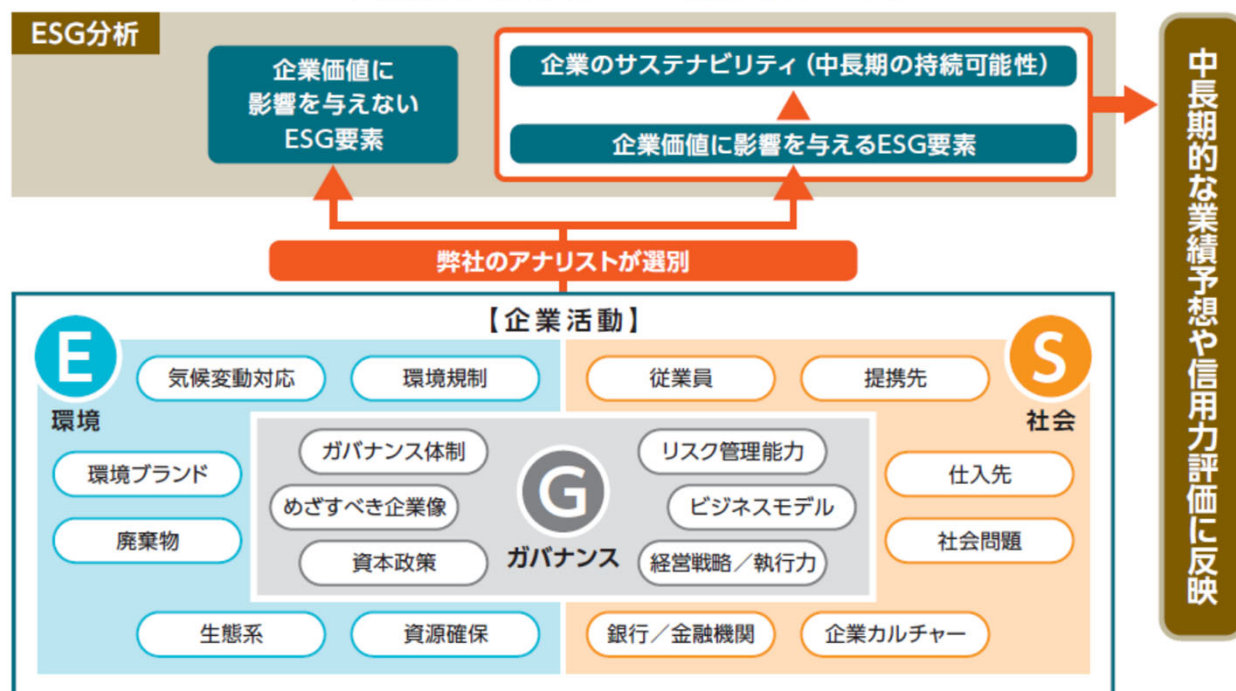 ESG分析
企業価値に
影響を与えない
ESG要素
企業のサステナビリティ（中長期の持続可能性）
企業価値に影響を与えるESG要素
中長期的な業績予想や信用力評価に反映
弊社のアナリストが選別
【企業活動】
E
環境
S
社会
気候変動対応
環境規制
従業員
提携先
環境ブランド
廃棄物
ガバナンス体制
めざすべき企業像
資本政策
G
ガバナンス
リスク管理能力
ビジネスモデル
経営戦略／執行力
仕入先
社会問題
生態系
資源確保
銀行／金融機関
企業カルチャー